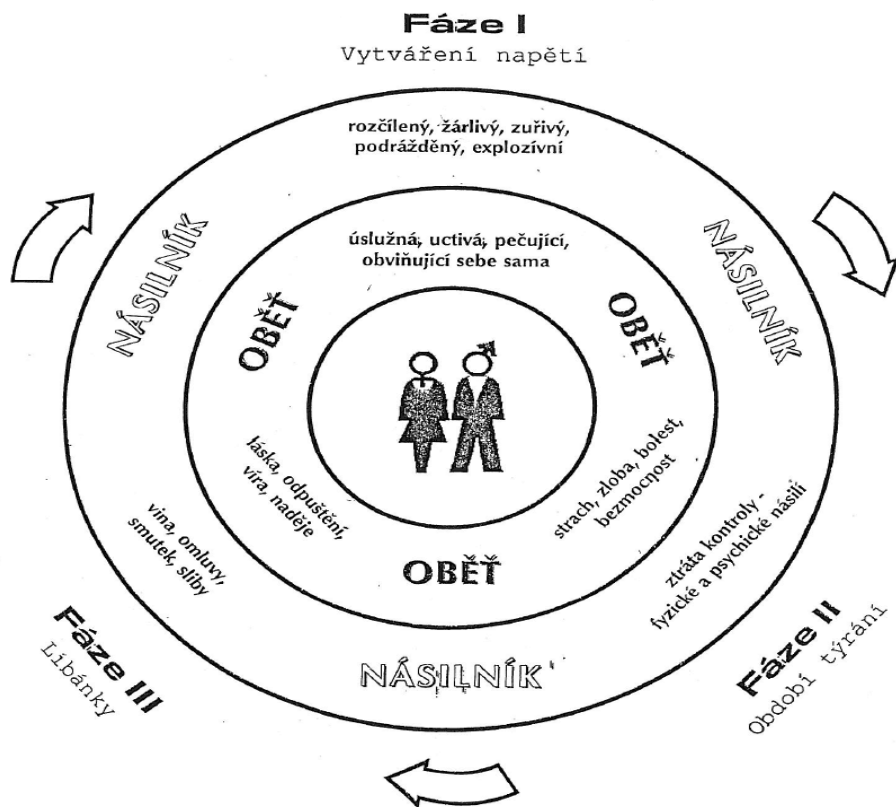 Fáze I
Vytváření napětí
rozčílený, žárlivý, zuřivý,
podrážděný, explozívní
NÁSILNÍK
NÁSILNÍK
úslužná, uctivá, pečující,
obviňující sebe sama
OBĚŤ
OBĚŤ
láska, odpuštění,
víra, naděje
strach, zloba, bolest,
bezmocnost
vina, omluvy,
smutek, sliby
ztráta kontroly -
fyzické a psychické násilí
OBĚŤ
NÁSILNÍK
Fáze III
Líbánky
Fáze II
Období týrání